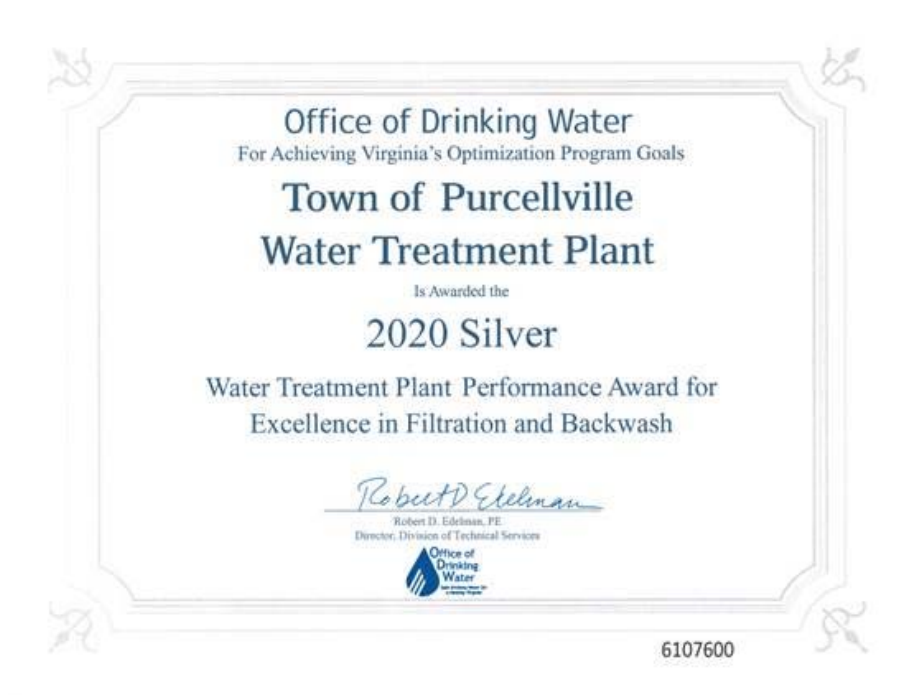 Office of Drinking Water
For Achieving Virginia's Optimization Program Goals
Town of Purcellville
Water Treatment Plant
Is Awarded the
2020 Silver
Water Treatment Plant Performance Award for
Excellence in Filtration and Backwash
Robert D Edelman
Robert D. Edelman, PE
Director, Division of Technical Services
Office of
Drinking
Water
6107600